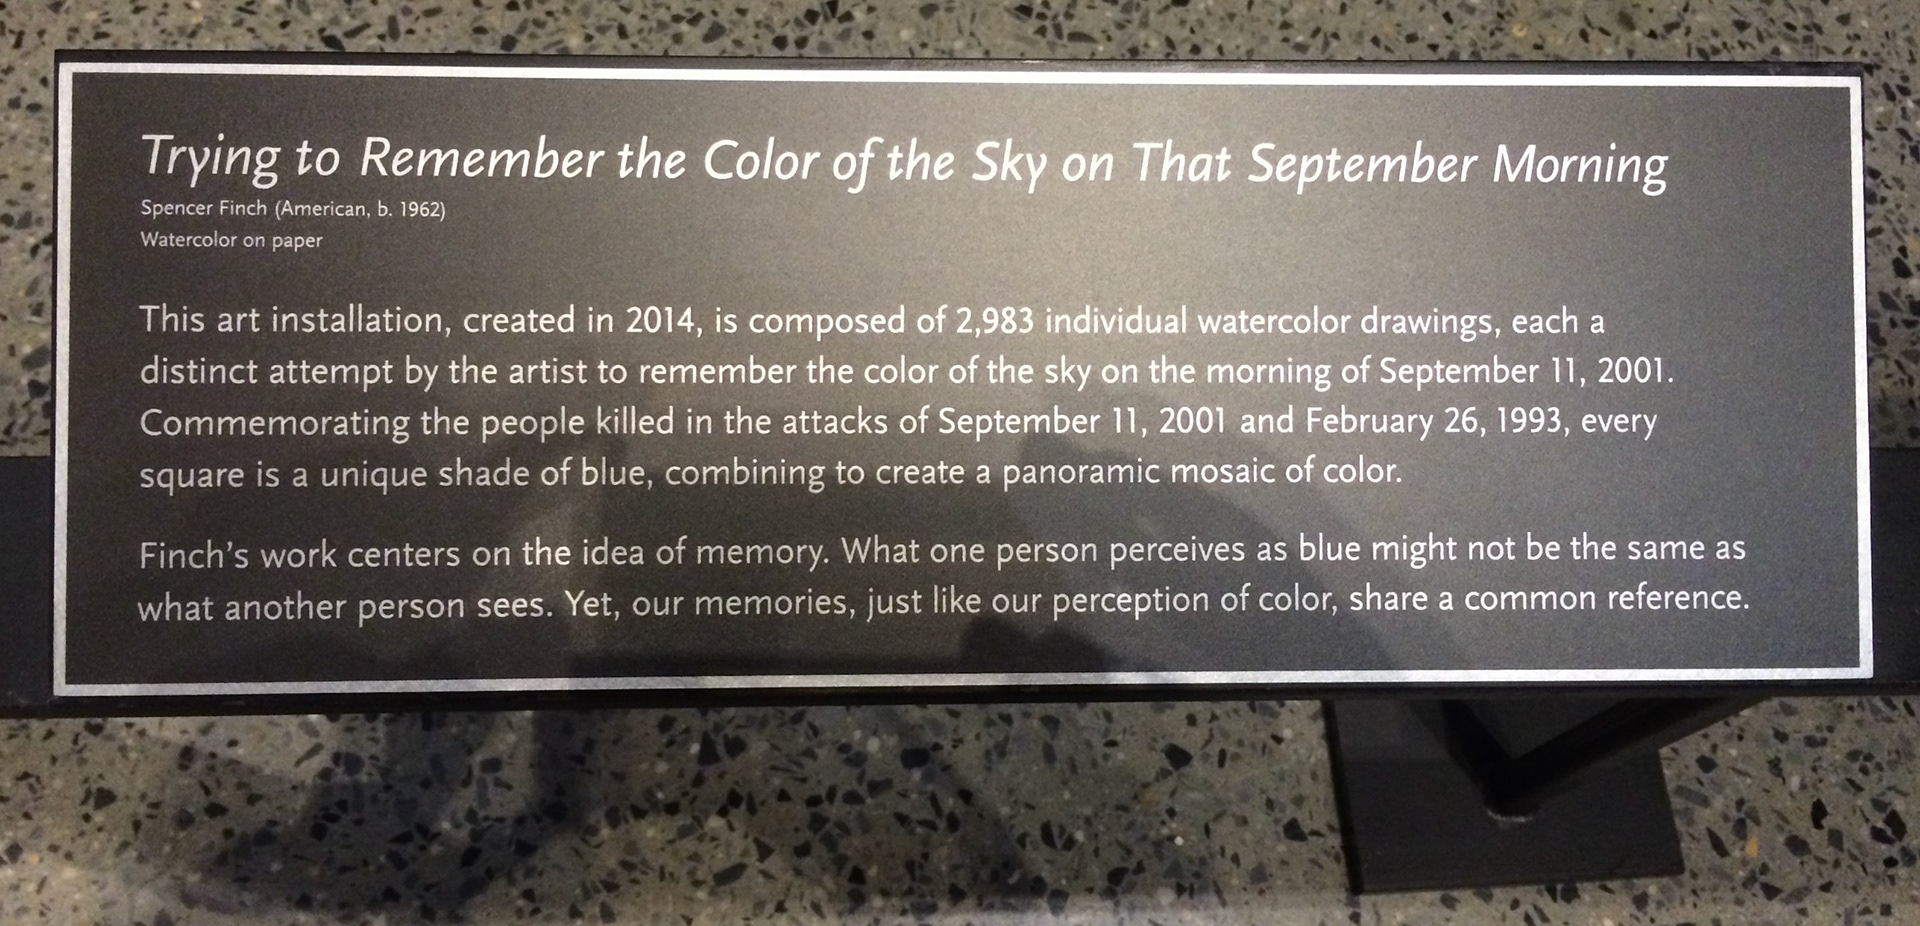 Trying to Remember the Color of the Sky on That September Morning
Spencer Finch (American, b. 1962)
Watercolor on paper
This art installation, created in 2014, is composed of 2,983 individual watercolor drawings, each a
distinct attempt by the artist to remember the color of the sky on the morning of September 11, 2001.
Commemorating the people killed in the attacks of September 11, 2001 and February 26, 1993, every
square is a unique shade of blue, combining to create a panoramic mosaic of color.
Finch’s work centers on the idea of memory. What one person perceives as blue might not be the same as
what another person sees. Yet, our memories, just like our perception of color, share a common reference.